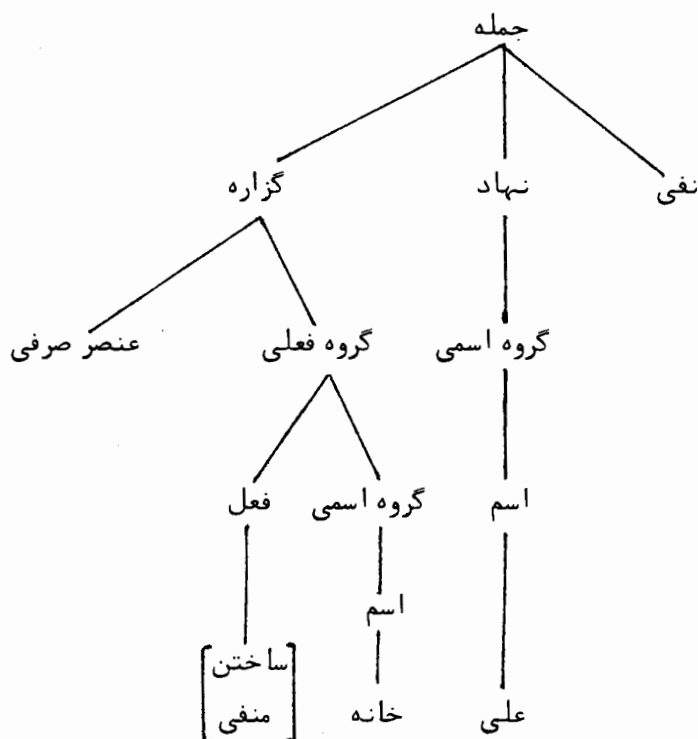 جمله
نفی نهاد گزاره
گروه اسمی گروه فعلی عنصر صرفی
اسم گروه اسمی فعل
اسم
ساختن
علی خانه منفی